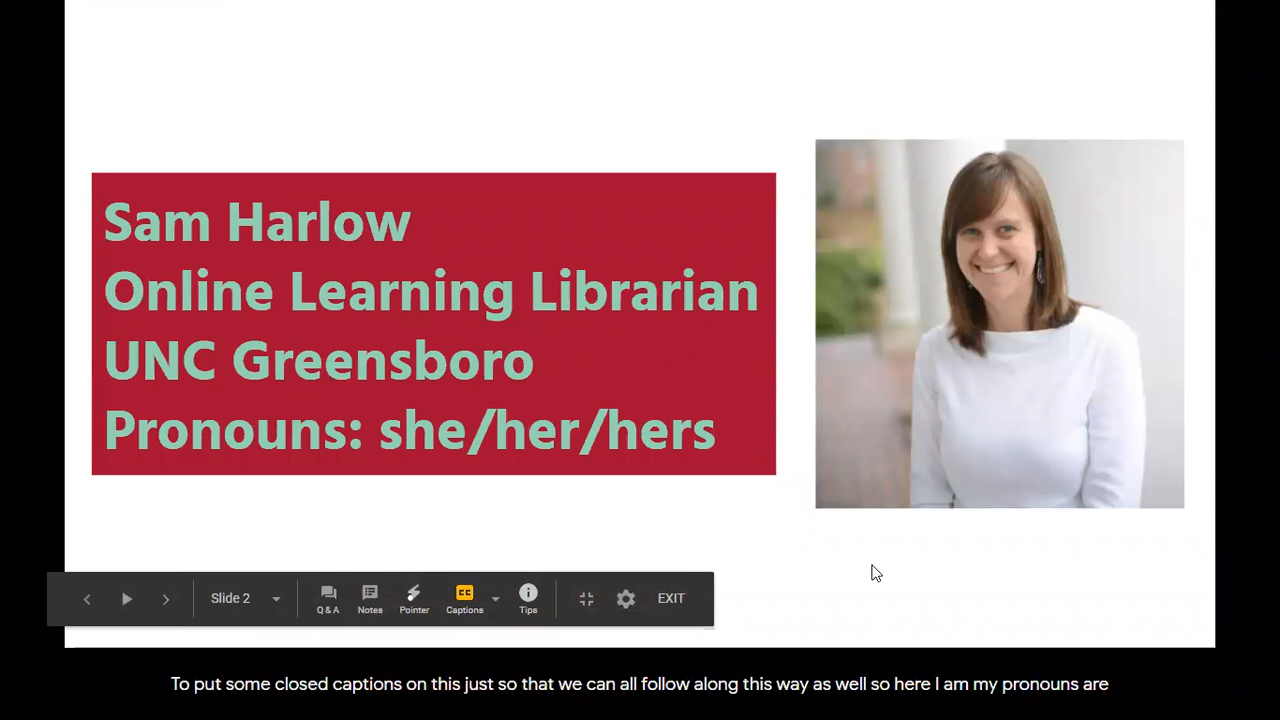 Sam Harlow
Online Learning Librarian
UNC Greensboro
Pronouns: she/her/hers
Slide 2
Q & A
Notes
Pointer
CC
Captions
Tips
EXIT
To put some closed captions on this just so that we can all follow along this way as well so here I am my pronouns are